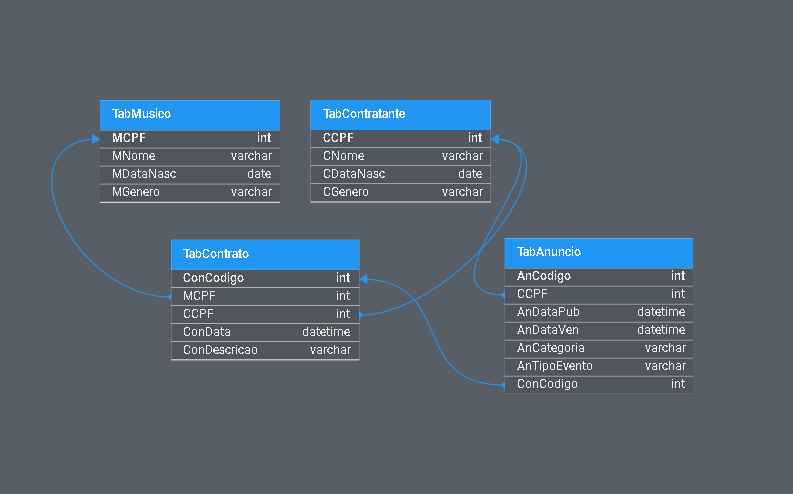 TabMusico
MCPF int
MNome varchar
MDataNasc date
MGenero varchar
TabContratante
CCPF int
CNome varchar
CDataNasc date
CGenero varchar
TabContrato
ConCodigo int
MCPF int
CCPF int
ConData datetime
ConDescricao varchar
TabAnuncio
AnCodigo int
CCPF int
AnDataPub datetime
AnDataVen datetime
AnCategoria varchar
AnTipoEvento varchar
ConCodigo int